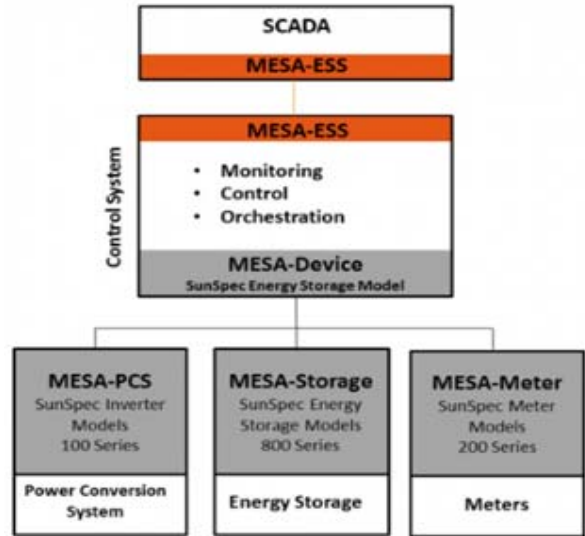 SCADA
MESA-ESS
MESA-ESS
Control System
• Monitoring
• Control
• Orchestration
MESA-Device
SunSpec Energy Storage Model
MESA-PCS
SunSpec Inverter
Models
100 Series
Power Conversion
System
MESA-Storage
SunSpec Energy
Storage Models
800 Series
Energy Storage
MESA-Meter
SunSpec Meter
Models
200 Series
Meters